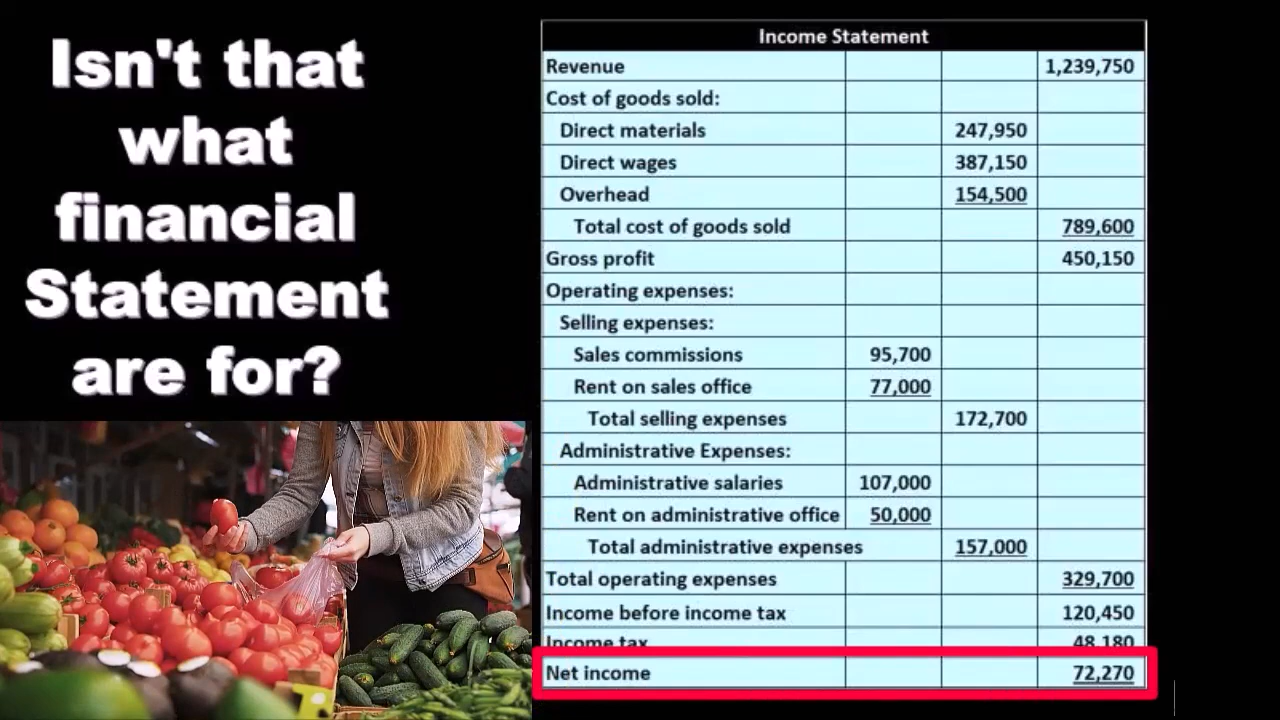 Isn't that
what
financial
Statement
are for?
Income Statement
Revenue 1,239,750
Cost of goods sold:
Direct materials 247,950
Direct wages 387,150
Overhead 154,500
Total cost of goods sold 789,600
Gross profit 450,150
Operating expenses:
Selling expenses:
Sales commissions 95,700
Rent on sales office 77,000
Total selling expenses 172,700
Administrative Expenses:
Administrative salaries 107,000
Rent on administrative office 50,000
Total administrative expenses 157,000
Total operating expenses 329,700
Income before income tax 120,450
Income tax 48,180
Net income 72,270